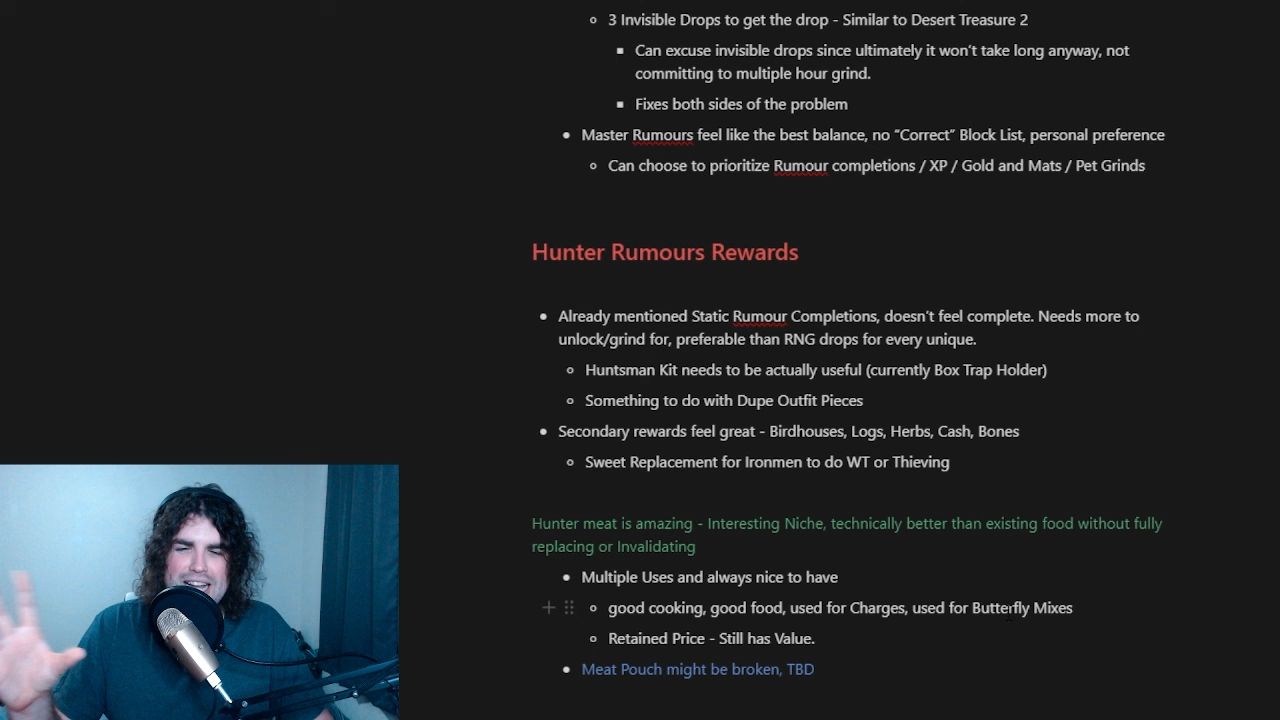 3 Invisible Drops to get the drop - Similar to Desert Treasure 2
Can excuse invisible drops since ultimately it won't take long anyway, not
committing to multiple hour grind.
Fixes both sides of the problem
Master Rumours feel like the best balance, no “Correct” Block List, personal preference
Can choose to prioritize Rumour completions / XP / Gold and Mats / Pet Grinds
Hunter Rumours Rewards
Already mentioned Static Rumour Completions, doesn't feel complete. Needs more to
unlock/grind for, preferable than RNG drops for every unique.
Huntsman Kit needs to be actually useful (currently Box Trap Holder)
Something to do with Dupe Outfit Pieces
Secondary rewards feel great - Birdhouses, Logs, Herbs, Cash, Bones
Sweet Replacement for Ironmen to do WT or Thieving
Hunter meat is amazing - Interesting Niche, technically better than existing food without fully
replacing or Invalidating
Multiple Uses and always nice to have
good cooking, good food, used for Charges, used for Butterfly Mixes
Retained Price - Still has Value.
Meat Pouch might be broken, TBD